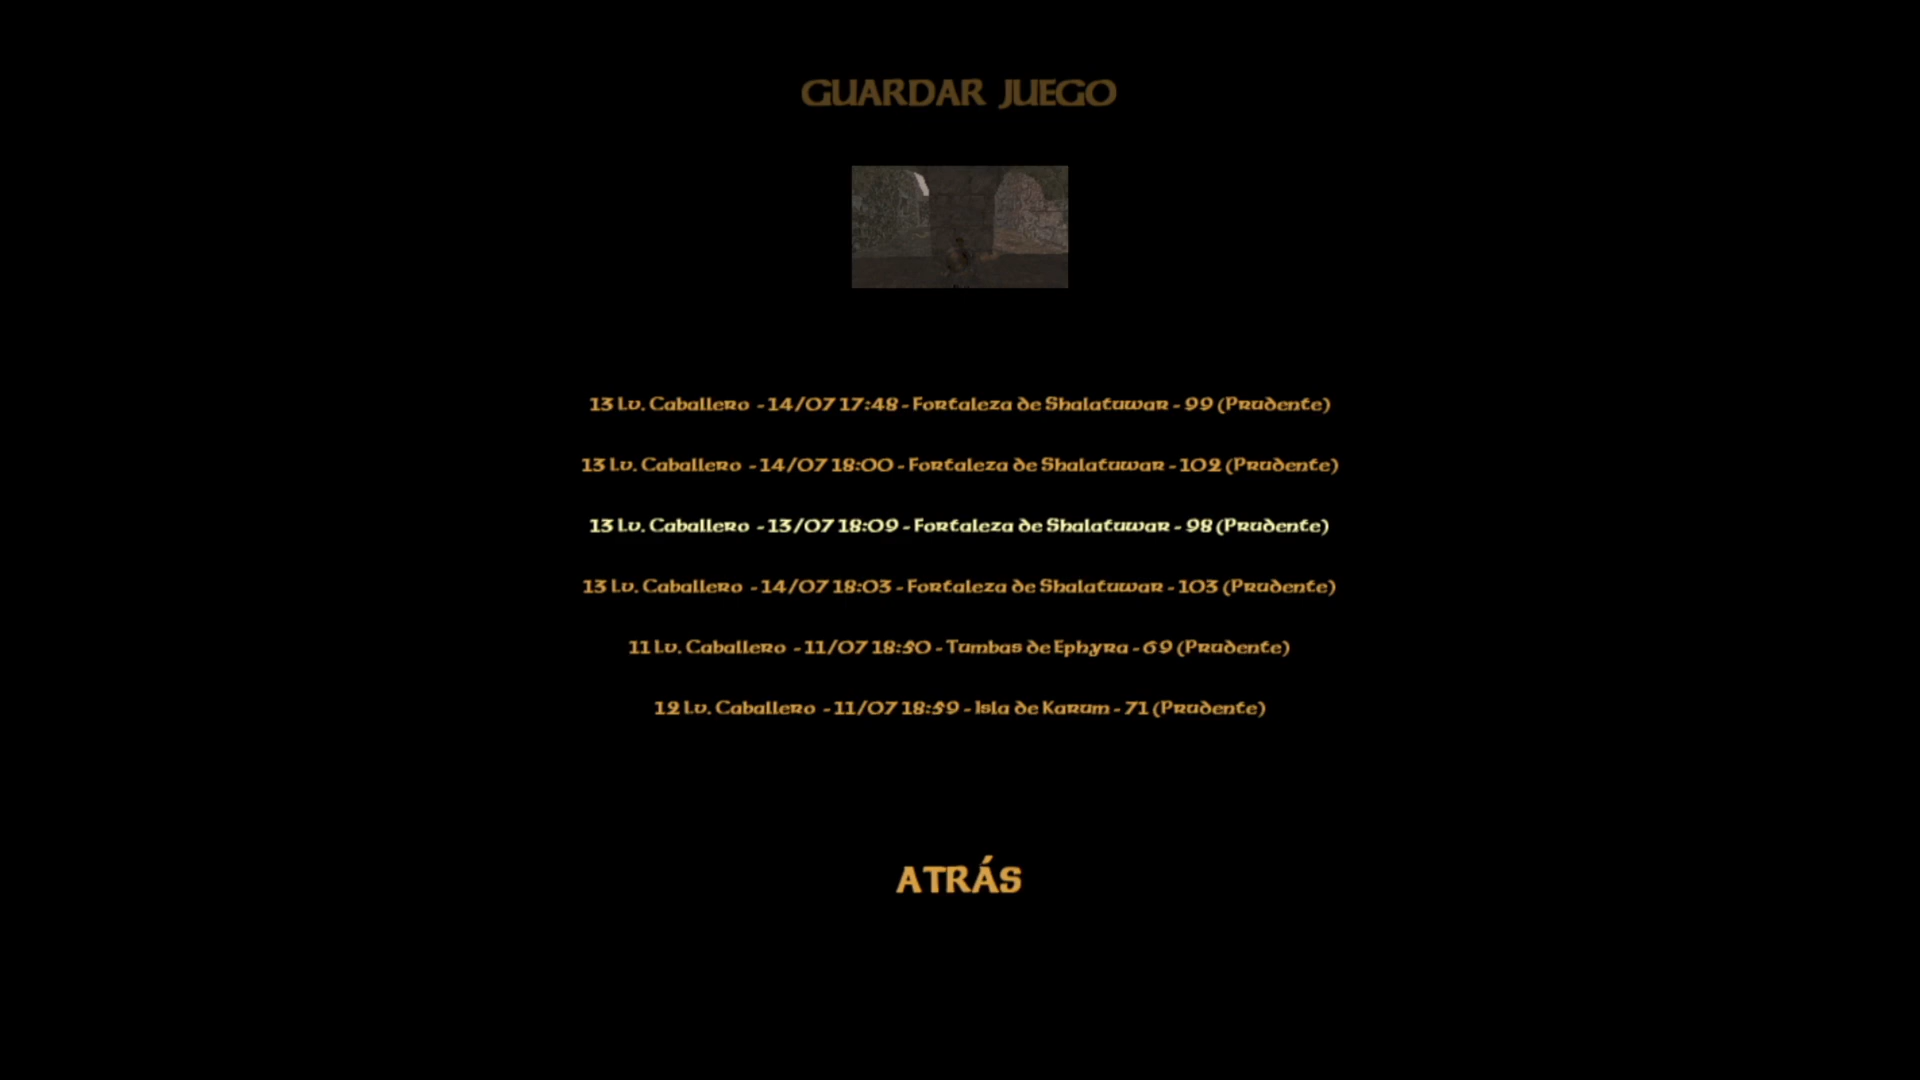 GUARDAR JUEGO
13 Lv. Caballero - 14/07 17:48 - Fortaleza de Shalatuwar - 99 (Prudente)
13 Lv. Caballero - 14/07 18:00 - Fortaleza de Shalatuwar - 102 (Prudente)
13 Lv. Caballero - 13/07 18:09 - Fortaleza de Shalatuwar - 98 (Prudente)
13 Lv. Caballero - 14/07 18:03 - Fortaleza de Shalatuwar - 103 (Prudente)
11 Lv. Caballero - 11/07 18:50 - Tumbas de Ephyra - 69 (Prudente)
12 Lv. Caballero - 11/07 18:59 - Isla de Karum - 71 (Prudente)
ATRÁS